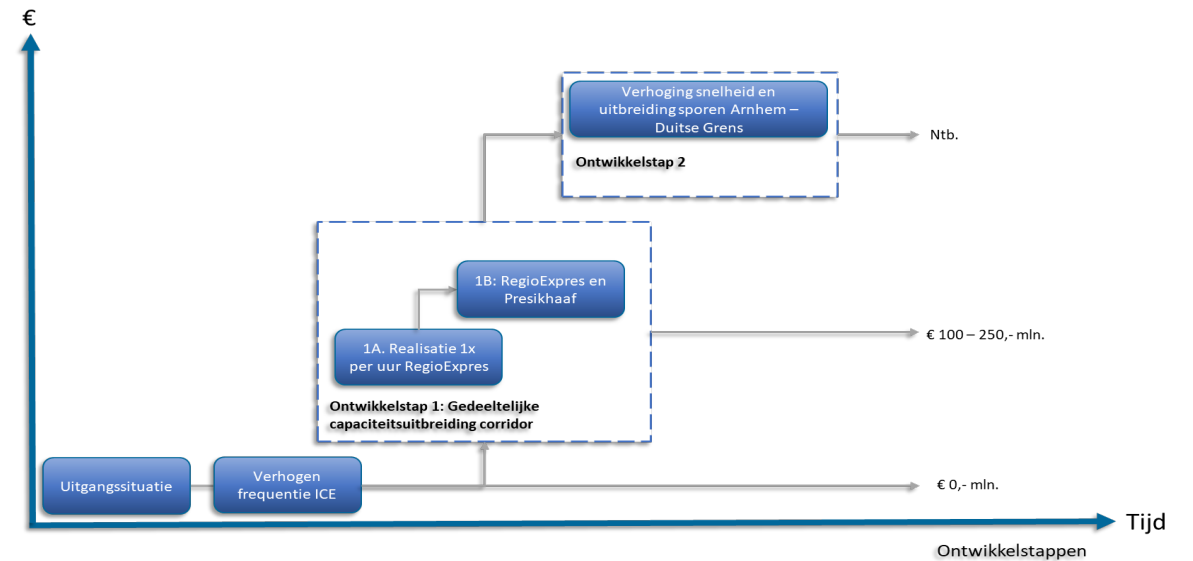 €
Verhoging snelheid en
uitbreiding sporen Arnhem –
Duitse Grens
Ontwikkelstap 2
Ntb.
1B: RegioExpres en
Presikhaaf
1A. Realisatie 1x
per uur RegioExpres
Ontwikkelstap 1: Gedeeltelijke
capaciteitsuitbreiding corridor
€ 100 – 250,- mln.
Uitgangssituatie
Verhogen
frequentie ICE
€ 0,- mln.
Tijd
Ontwikkelstappen